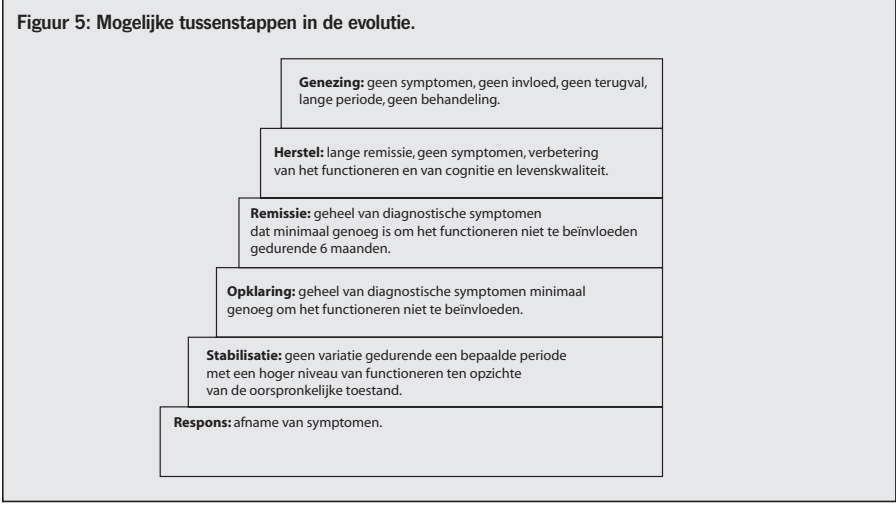 Figuur 5: Mogelijke tussenstappen in de evolutie.
Genezing: geen symptomen, geen invloed, geen terugval,
lange periode, geen behandeling.
Herstel: lange remissie, geen symptomen, verbetering
van het functioneren en van cognitie en levenskwaliteit.
Remissie: geheel van diagnostische symptomen
dat minimaal genoeg is om het functioneren niet te beïnvloeden
gedurende 6 maanden.
Opklaring: geheel van diagnostische symptomen minimaal
genoeg om het functioneren niet te beïnvloeden.
Stabilisatie: geen variatie gedurende een bepaalde periode
met een hoger niveau van functioneren ten opzichte
van de oorspronkelijke toestand.
Respons: afname van symptomen.